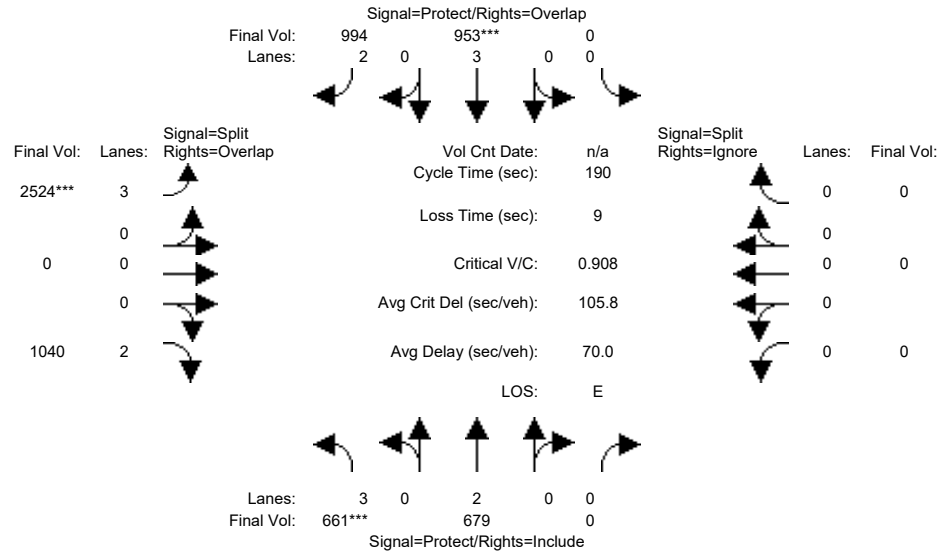 Signal=Protect/Rights=Overlap
Final Vol: 994 953*** 0
Lanes: 2 0 3 0 0
Signal=Split
Final Vol: Lanes: Rights=Overlap
Vol Cnt Date: n/a
Signal=Split
Rights=Ignore Lanes: Final Vol:
Cycle Time (sec): 190
2524*** 3
0 0
Loss Time (sec): 9
0
0
0 0
Critical V/C: 0.908
0 0
0
Avg Crit Del (sec/veh): 105.8
0
1040 2
Avg Delay (sec/veh): 70.0
0 0
LOS: E
Lanes: 3 0 2 0 0
Final Vol: 661*** 679 0
Signal=Protect/Rights=Include